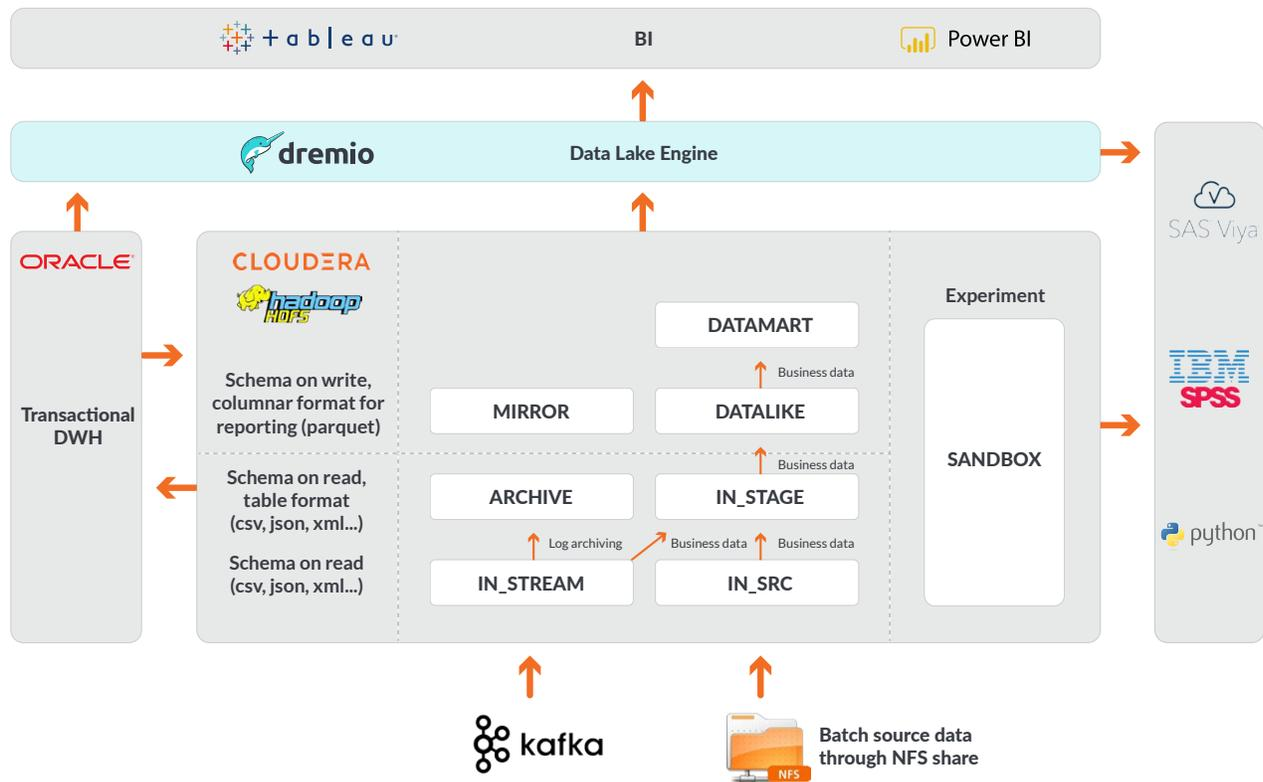 +ableau
BI
Power BI
dremio
Data Lake Engine
ORACLE
Transactional
DWH
CLOUDERA
hadoop
HDFS
Schema on write,
columnar format for
reporting (parquet)
Schema on read,
table format
(csv, json, xml...)
Schema on read
(csv, json, xml...)
DATAMART
Business data
MIRROR
DATALIKE
Business data
ARCHIVE
IN_STAGE
Log archiving
Business data
Business data
IN_STREAM
IN_SRC
Experiment
SANDBOX
SAS Viya
IBM
SPSS
python™
kafka
NFS
Batch source data
through NFS share